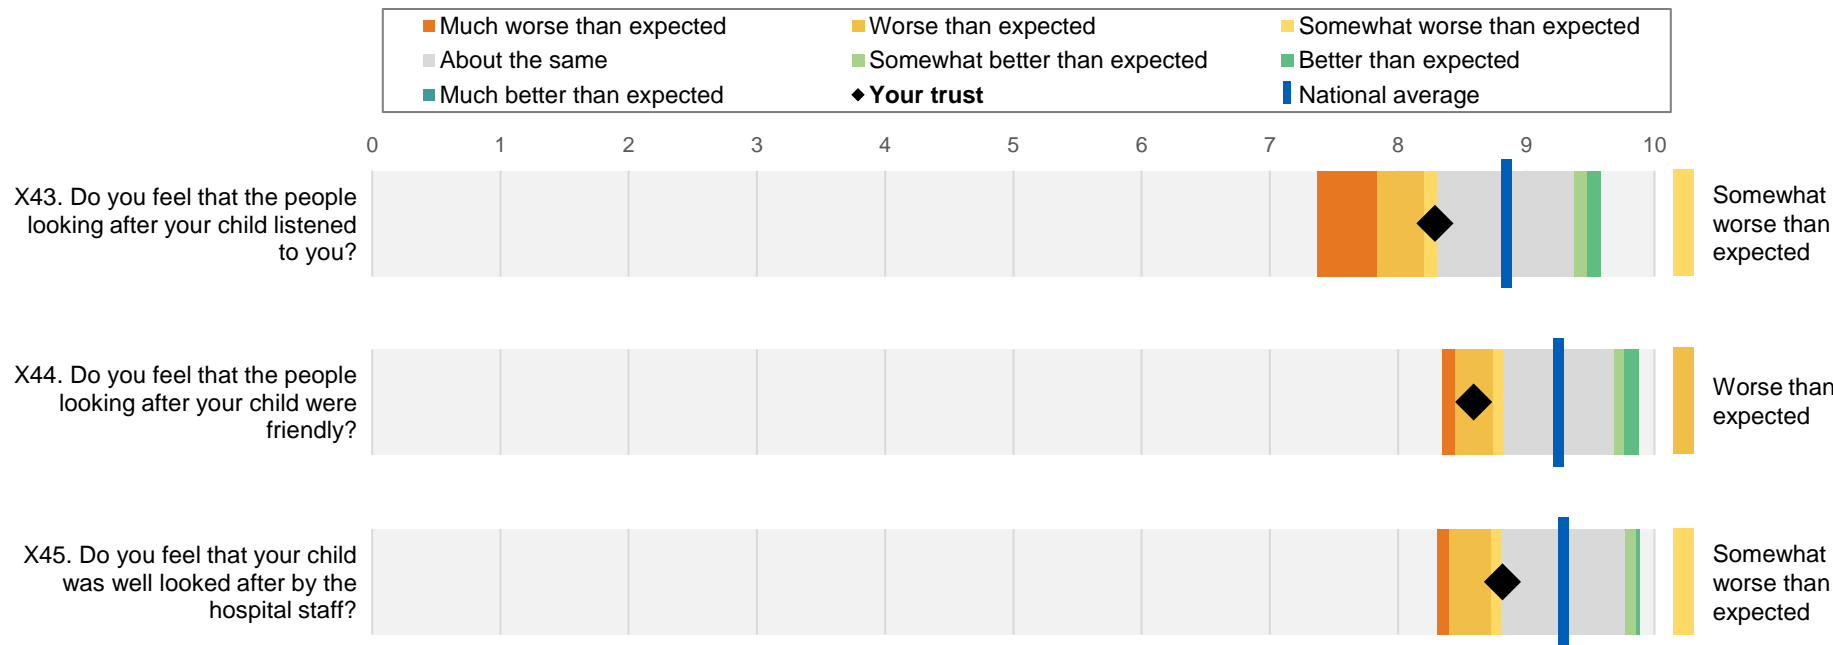 Much worse than expected
Worse than expected
Somewhat worse than expected
About the same
Somewhat better than expected
Better than expected
Much better than expected
Your trust
National average
0 1 2 3 4 5 6 7 8 9 10
X43. Do you feel that the people
looking after your child listened
to you?
Somewhat
worse than
expected
X44. Do you feel that the people
looking after your child were
friendly?
Worse than
expected
X45. Do you feel that your child
was well looked after by the
hospital staff?
Somewhat
worse than
expected